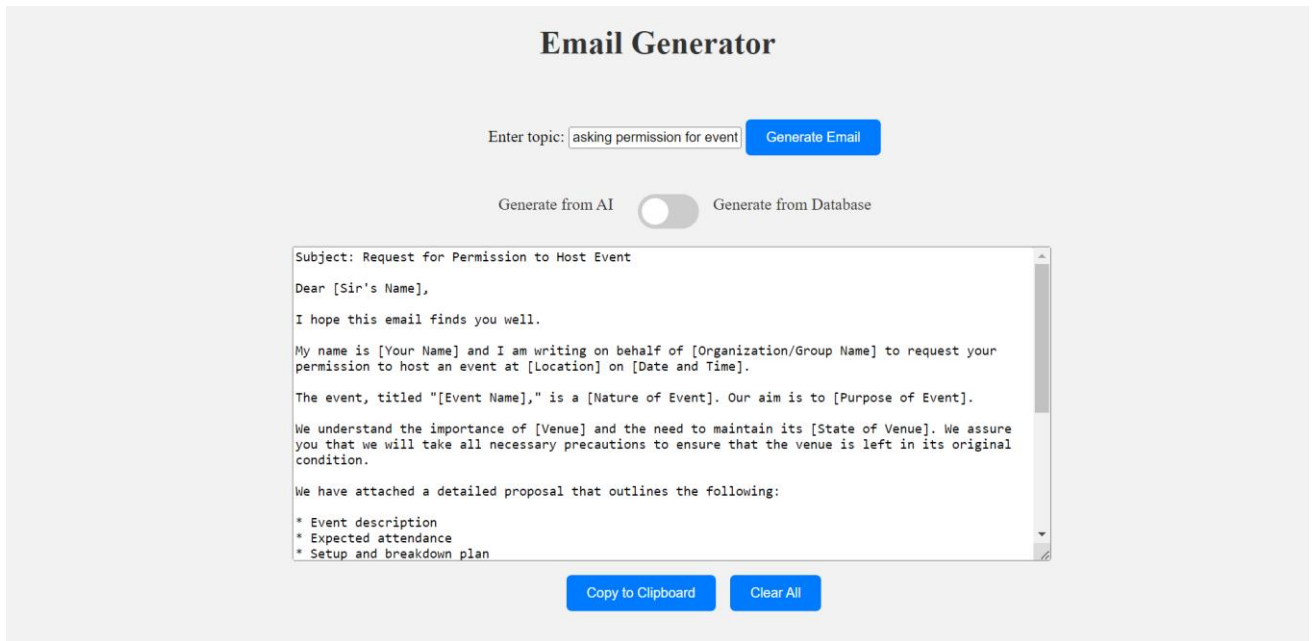 Email Generator
Enter topic: asking permission for event Generate Email
Generate from AI Generate from Database
Subject: Request for Permission to Host Event
Dear [Sir's Name],
I hope this email finds you well.
My name is [Your Name] and I am writing on behalf of [Organization/Group Name] to request your
permission to host an event at [Location] on [Date and Time].
The event, titled "[Event Name]," is a [Nature of Event]. Our aim is to [Purpose of Event].
We understand the importance of [Venue] and the need to maintain its [State of Venue]. We assure
you that we will take all necessary precautions to ensure that the venue is left in its original
condition.
We have attached a detailed proposal that outlines the following:
* Event description
* Expected attendance
* Setup and breakdown plan
Copy to Clipboard Clear All